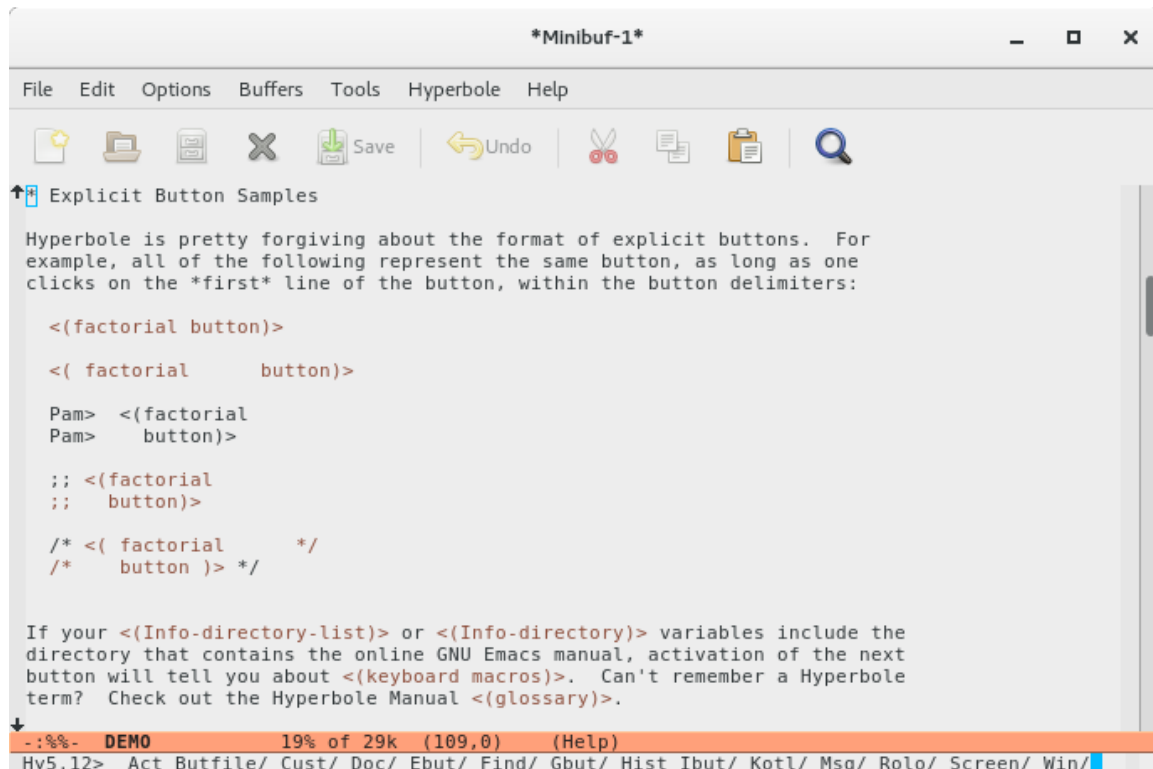 *Minibuf-1*
File Edit Options Buffers Tools Hyperbole Help
Save Undo
* Explicit Button Samples
Hyperbole is pretty forgiving about the format of explicit buttons.  For
example, all of the following represent the same button, as long as one
clicks on the *first* line of the button, within the button delimiters:
<(factorial button)>
<( factorial      button)>
Pam>  <(factorial
Pam>    button)>
;; <(factorial
;;   button)>
/* <( factorial      */
/*    button )> */
If your <(Info-directory-list)> or <(Info-directory)> variables include the
directory that contains the online GNU Emacs manual, activation of the next
button will tell you about <(keyboard macros)>.  Can't remember a Hyperbole
term?  Check out the Hyperbole Manual <(glossary)>.
-:%%-  DEMO           19% of 29k  (109,0)    (Help)
Hy5.12>  Act Butfile/ Cust/ Doc/ Ebut/ Find/ Gbut/ Hist Ibut/ Kotl/ Msg/ Rolo/ Screen/ Win/